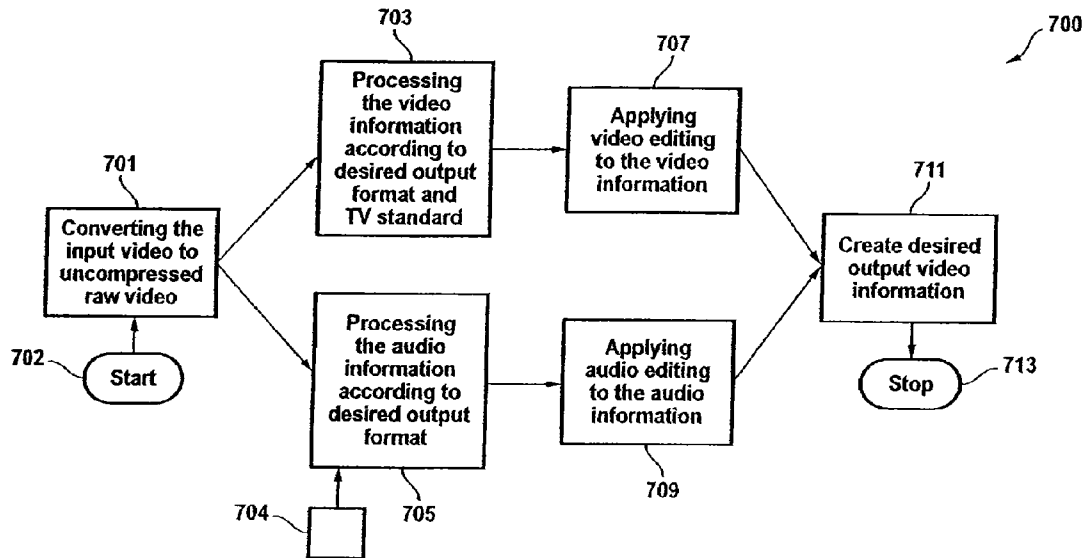 700
703
Processing
the video
information
according to
desired output
format and
TV standard
707
Applying
video editing
to the video
information
701
Converting the
input video to
uncompressed
raw video
711
Create desired
output video
information
702
Start
Processing
the audio
information
according to
desired output
format
705
704
Applying
audio editing
to the audio
information
709
Stop
713